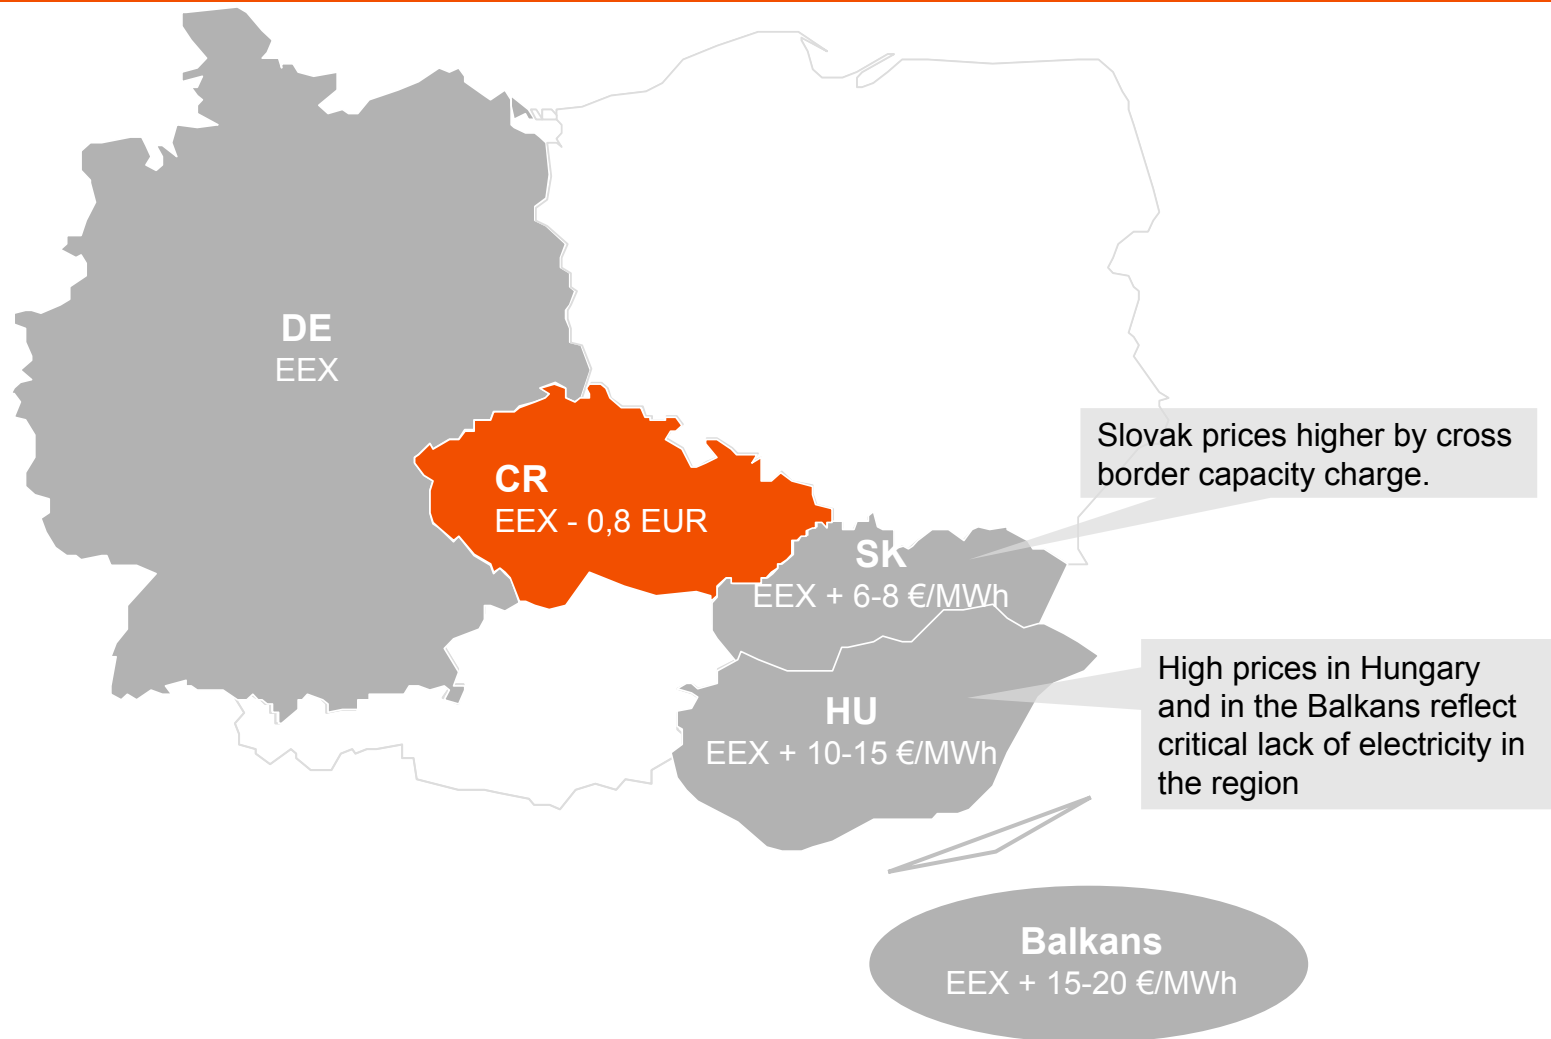 DE
EEX
CR
EEX - 0,8 EUR
Slovak prices higher by cross
border capacity charge.
SK
EEX + 6-8 €/MWh
High prices in Hungary
and in the Balkans reflect
critical lack of electricity in
the region
HU
EEX + 10-15 €/MWh
Balkans
EEX + 15-20 €/MWh